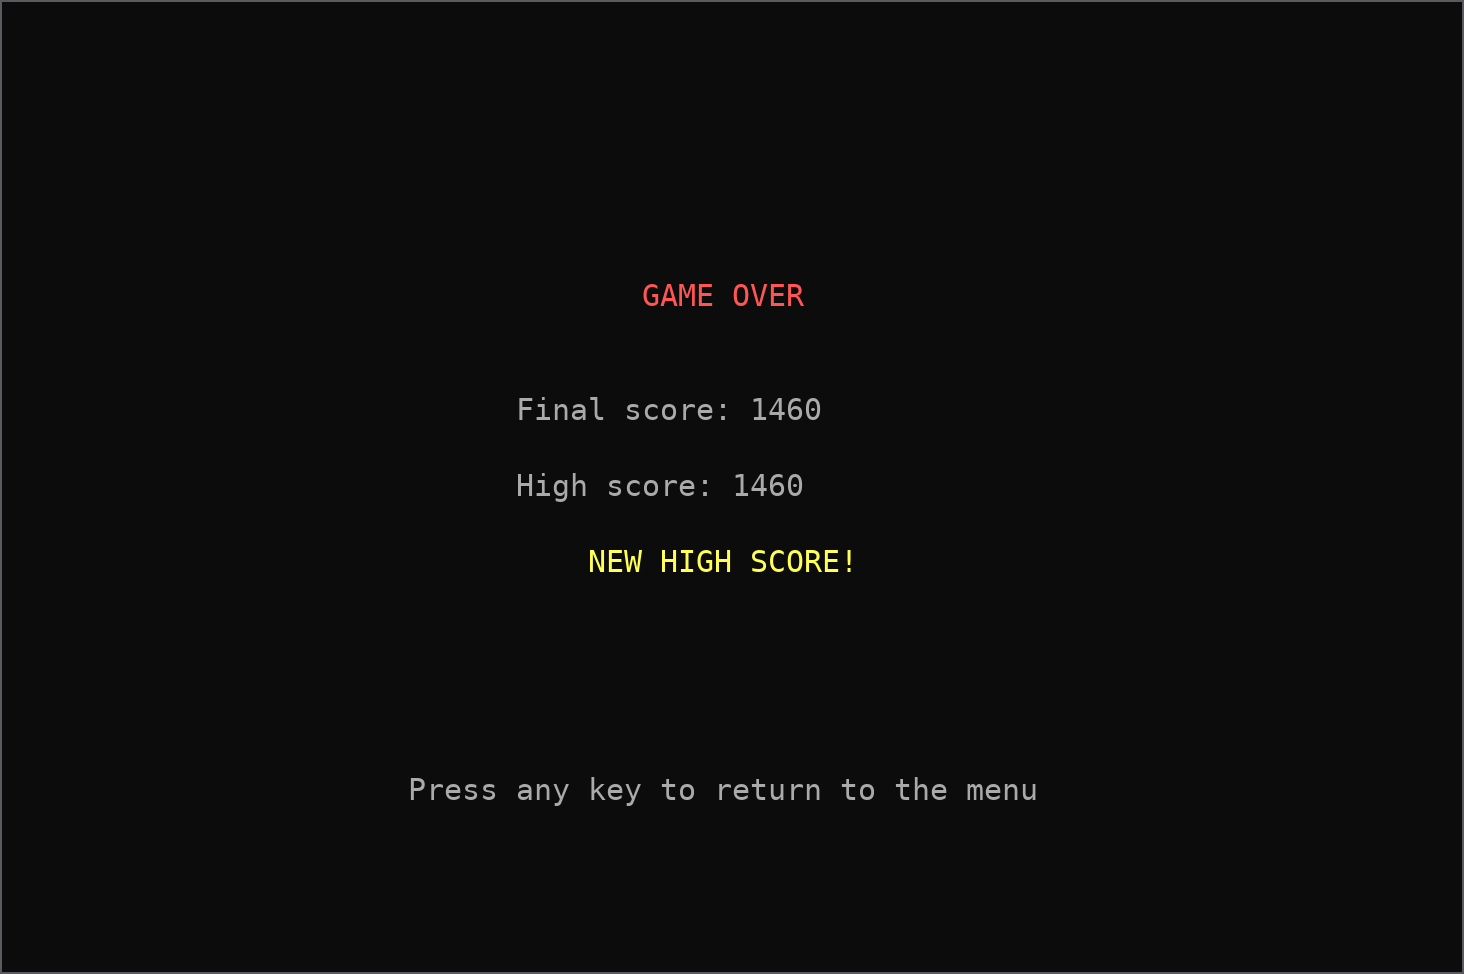 GAME OVER
Final score: 1460
High score: 1460
NEW HIGH SCORE!
Press any key to return to the menu